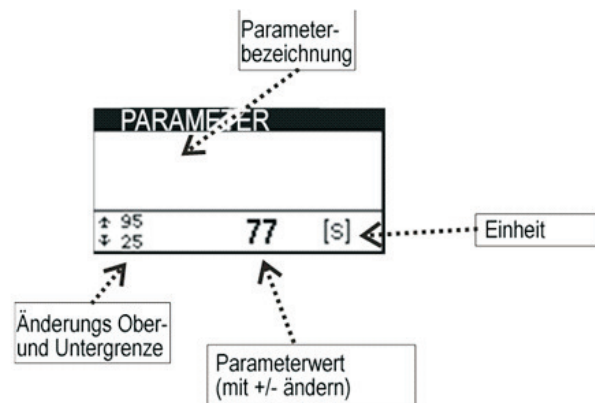 Parameter-
bezeichnung
PARAMETER
95
25
77
[S]
Einheit
Änderungs Ober-
und Untergrenze
Parameterwert
(mit +/- ändern)